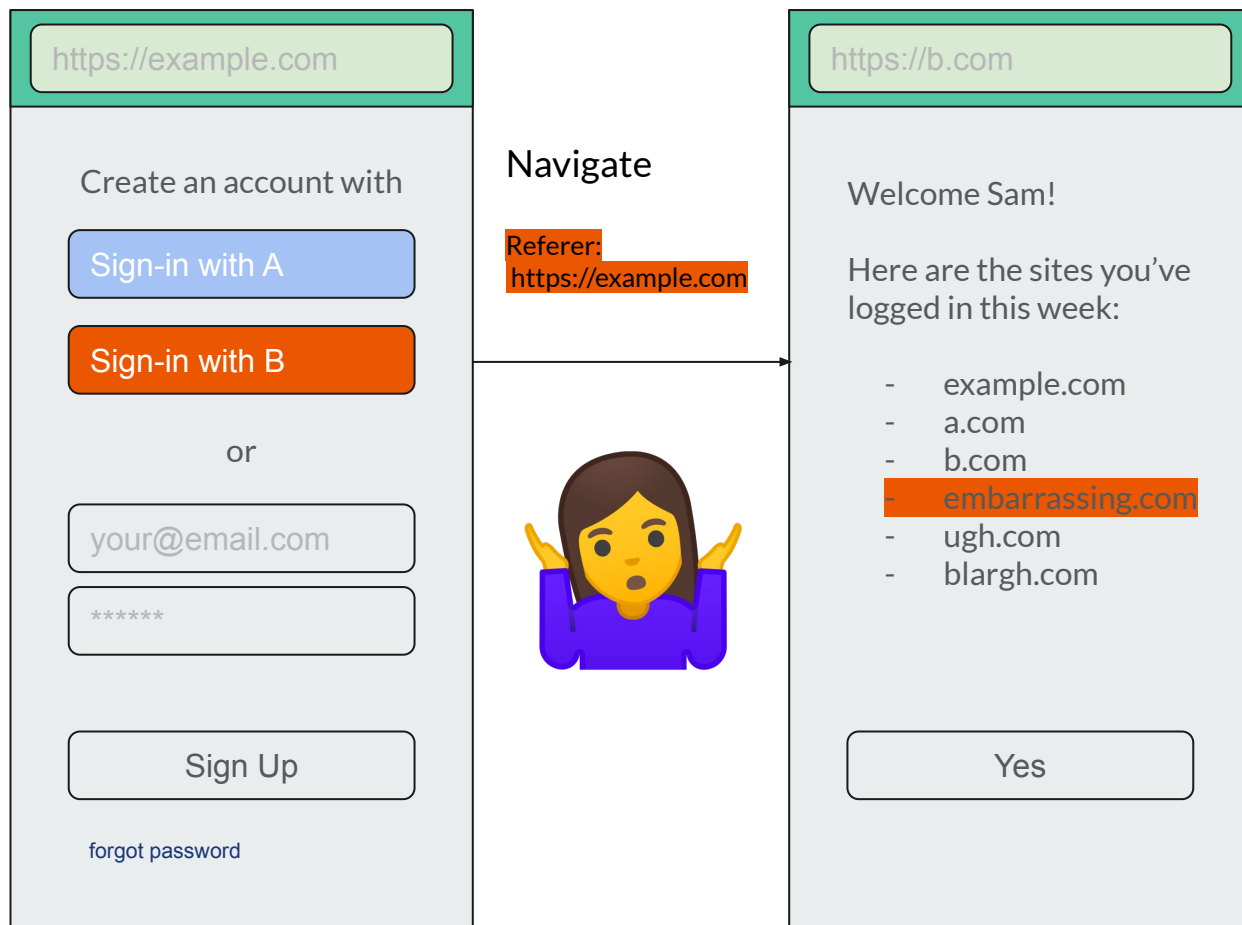 https://example.com
Create an account with
Sign-in with A
Sign-in with B
or
your@email.com
******
Sign Up
forgot password
Navigate
Referer:
https://example.com
https://b.com
Welcome Sam!
Here are the sites you’ve
logged in this week:
- example.com
- a.com
- b.com
- embarrassing.com
- ugh.com
- blargh.com
Yes